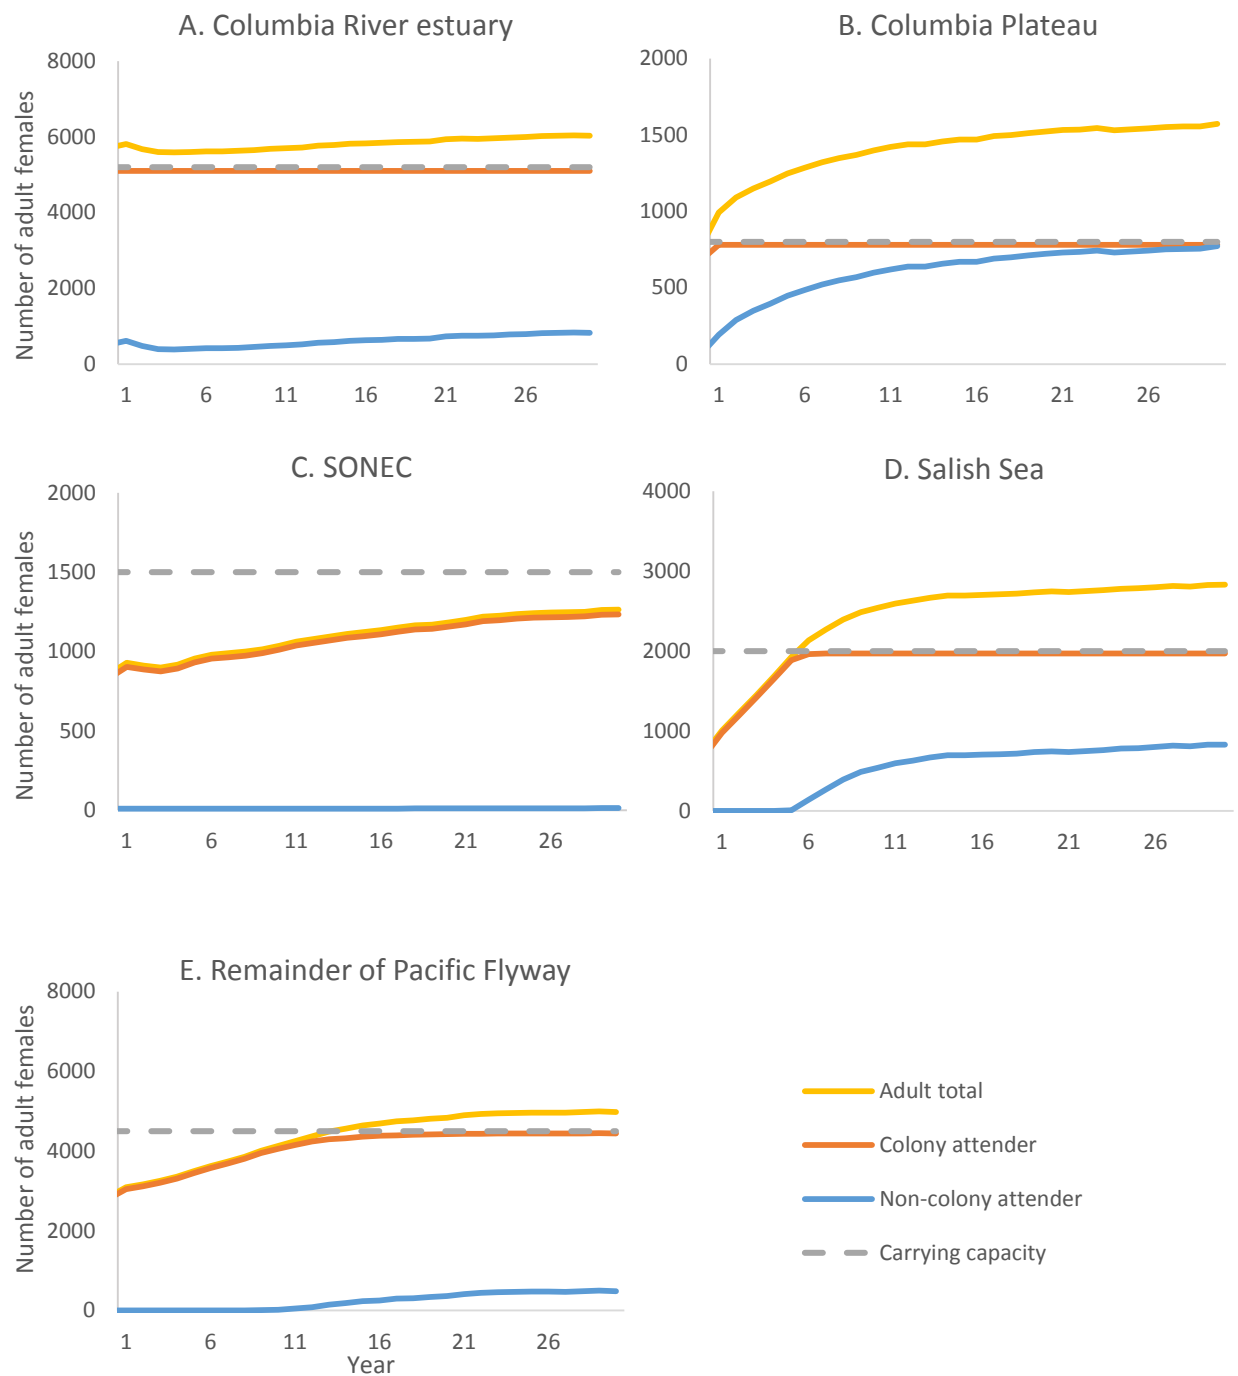 A. Columbia River estuary
Number of adult females
8000
6000
4000
2000
0
1 6 11 16 21 26
B. Columbia Plateau
2000
1500
1000
500
0
1 6 11 16 21 26
C. SONEC
Number of adult females
2000
1500
1000
500
0
1 6 11 16 21 26
D. Salish Sea
4000
3000
2000
1000
0
1 6 11 16 21 26
E. Remainder of Pacific Flyway
Number of adult females
8000
6000
4000
2000
0
1 6 11 16 21 26
Year
Adult total
Colony attender
Non-colony attender
Carrying capacity